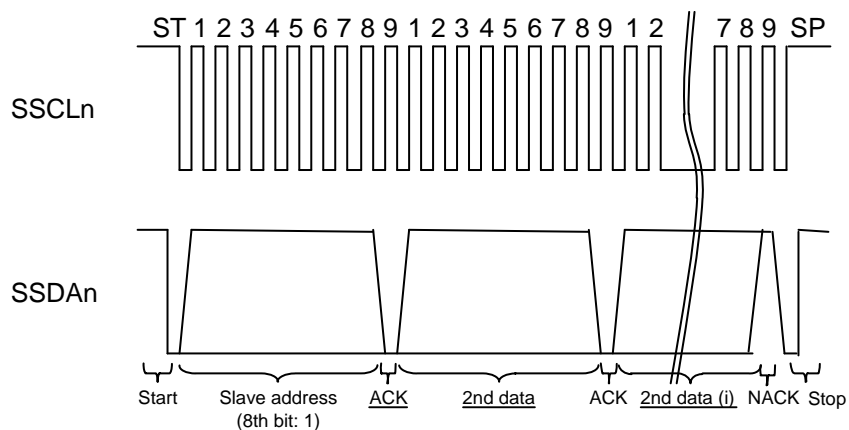 ST 1 2 3 4 5 6 7 8 9 1 2 3 4 5 6 7 8 9 1 2 7 8 9 SP
SSCLn
SSDAn
Start Slave address ACK 2nd data ACK 2nd data (i) NACK Stop
(8th bit: 1)